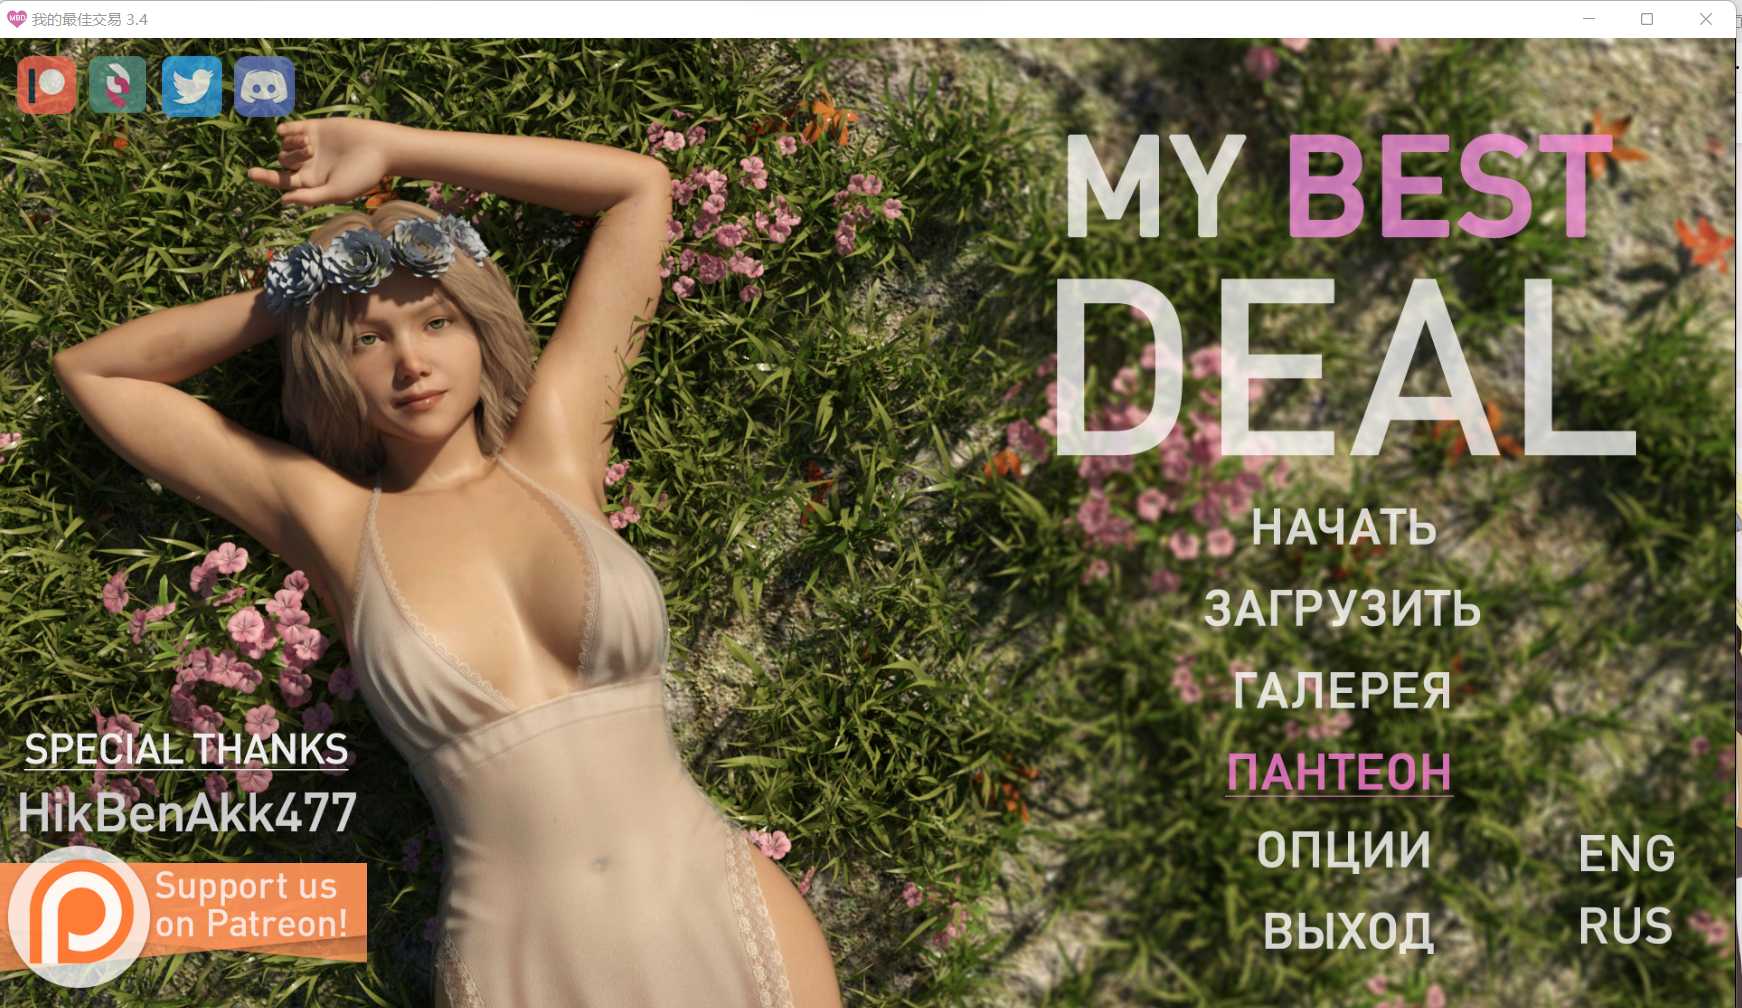 我的最佳交易 3.4
MY BEST
DEAL
НАЧАТЬ
ЗАГРУЗИТЬ
ГАЛЕРЕЯ
ПАНТЕОН
ОПЦИИ
ВЫХОД
ENG
RUS
SPECIAL THANKS
HikBenAkk477
Support us
on Patreon!